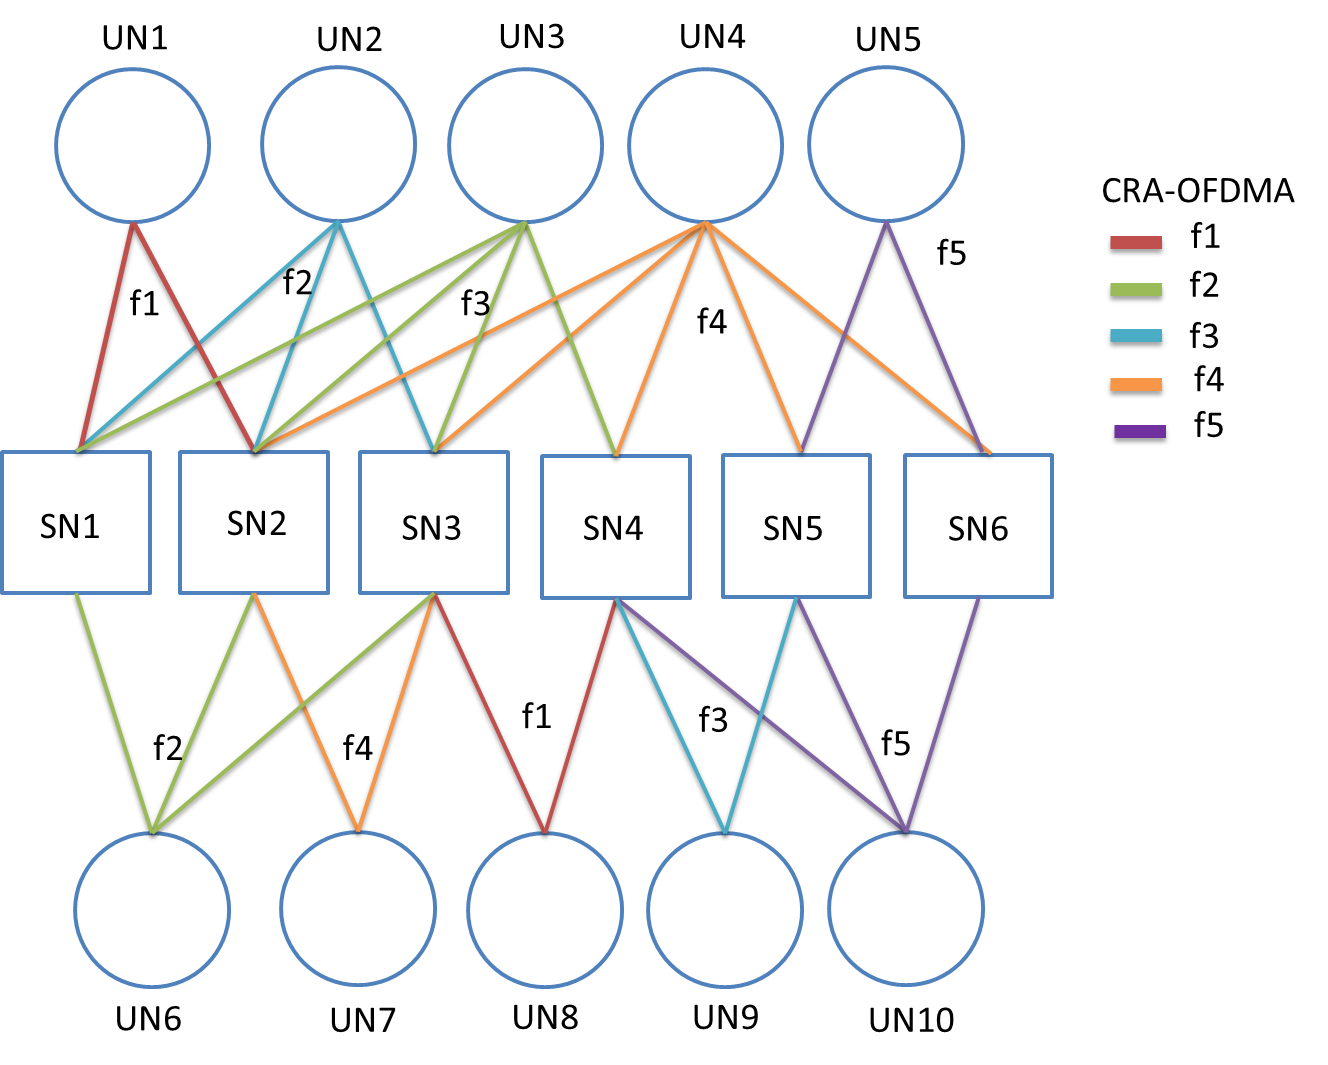 UN1
UN2
UN3
UN4
UN5
CRA-OFDMA
f1
f2
f3
f4
f5
f1
f2
f3
f4
f5
SN1
SN2
SN3
SN4
SN5
SN6
f2
f4
f1
f3
f5
UN6
UN7
UN8
UN9
UN10